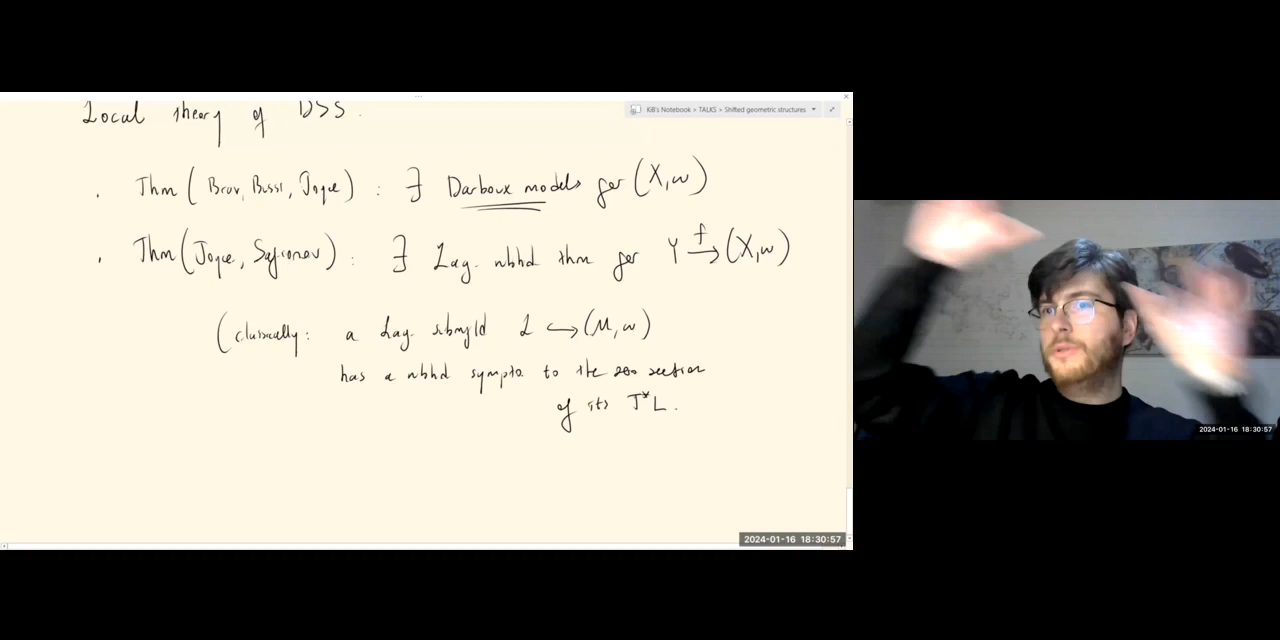 Local theory of DSS.
KiB's Notebook > TALKS > Shifted geometric structures
. Thm (Brav, Bussi, Joyce) : ∃ Darboux models for (X,ω)
. Thm (Joyce, Safronov) : ∃ Lag. nbhd thm for Y →f (X,ω)
(classically: a Lag. submfld L ↪ (M,ω)
has a nbhd sympto to the zero section
of its T*L.
2024-01-16 18:30:57
2024-01-16 18:30:57